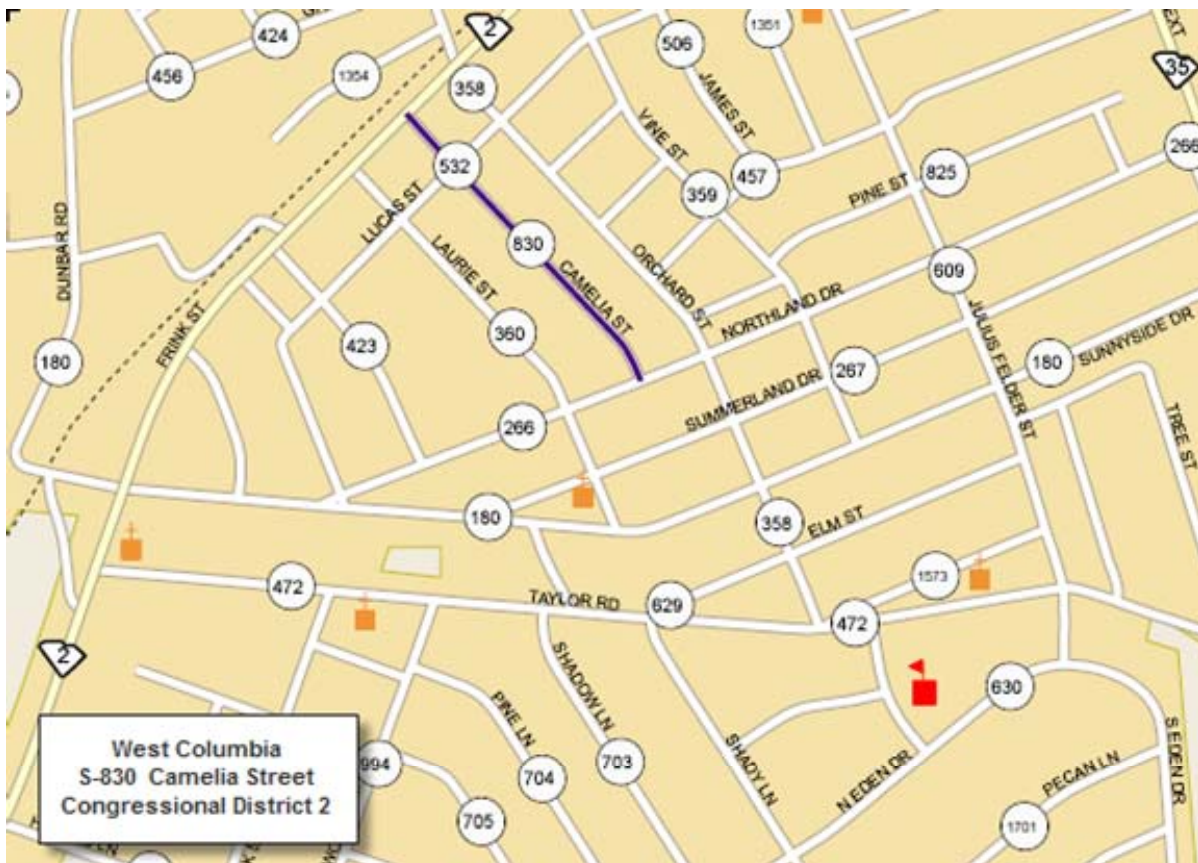 2
424
1351
506
EXT
456
1354
358
35
JAMES ST
VINE ST
532
457
266
825
359
PINE ST
LUCAS ST
DUNBAR RD
LAURIE ST
830
CAMELIA ST
ORCHARD ST
609
NORTHLAND DR
FRINK ST
360
JULIUS FELDER ST
180
423
SUMMERLAND DR
267
180
SUNNYSIDE DR
266
TREE ST
180
358
ELM ST
472
1573
TAYLOR RD
629
472
2
SHADOW LN
630
PINE LN
SHADY LN
S EDEN DR
994
704
703
N EDEN DR
PECAN LN
705
1701
West Columbia
S-830 Camelia Street
Congressional District 2
LN